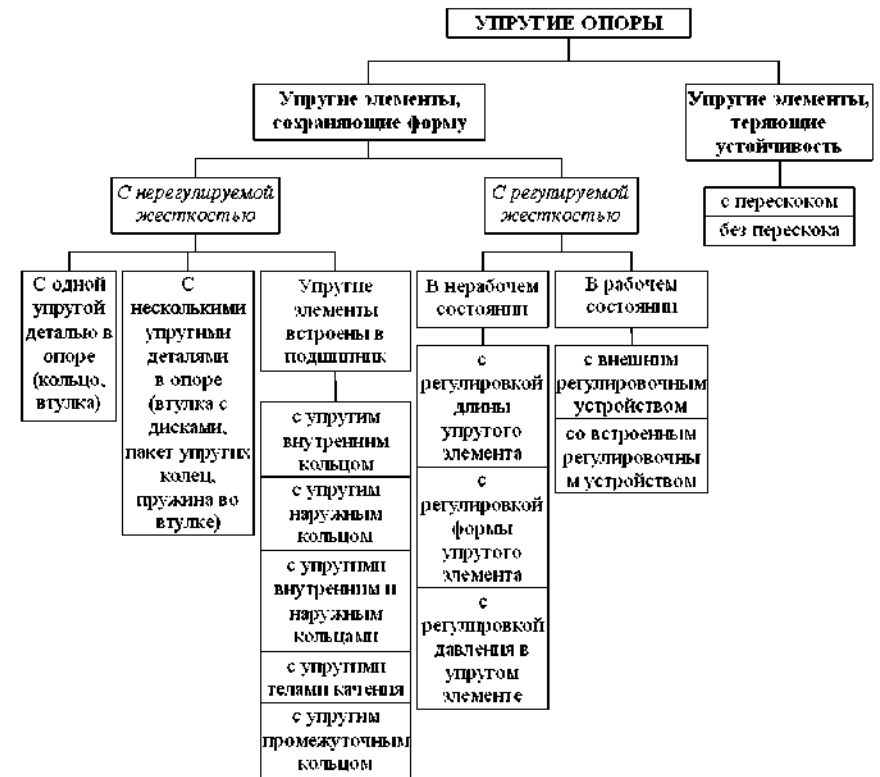 УПРУГИЕ ОПОРЫ
Упругие элементы,
сохраняющие форму
Упругие элементы,
теряющие
устойчивость
С нерегулируемой
жесткостью
С регулируемой
жесткостью
с перескоком
без перескока
С одной
упругой
деталью в
опоре
(кольцо,
втулка)
С
несколькими
упругими
деталями
в опоре
(втулка с
дисками,
пакет упругих
колец,
пружина во
втулке)
Упругие
элементы
встроены в
подшипник
с упругим
внутренним
кольцом
с упругим
наружным
кольцом
с упругими
внутренним и
наружным
кольцами
с упругими
телами качения
с упругим
промежуточным
кольцом
В нерабочем
состоянии
с
регулировкой
длины
упругого
элемента
с
регулировкой
формы
упругого
элемента
с
регулировкой
давления в
упругом
элементе
В рабочем
состоянии
с внешним
регулировочным
устройством
со встроенным
регулировочны
м устройством